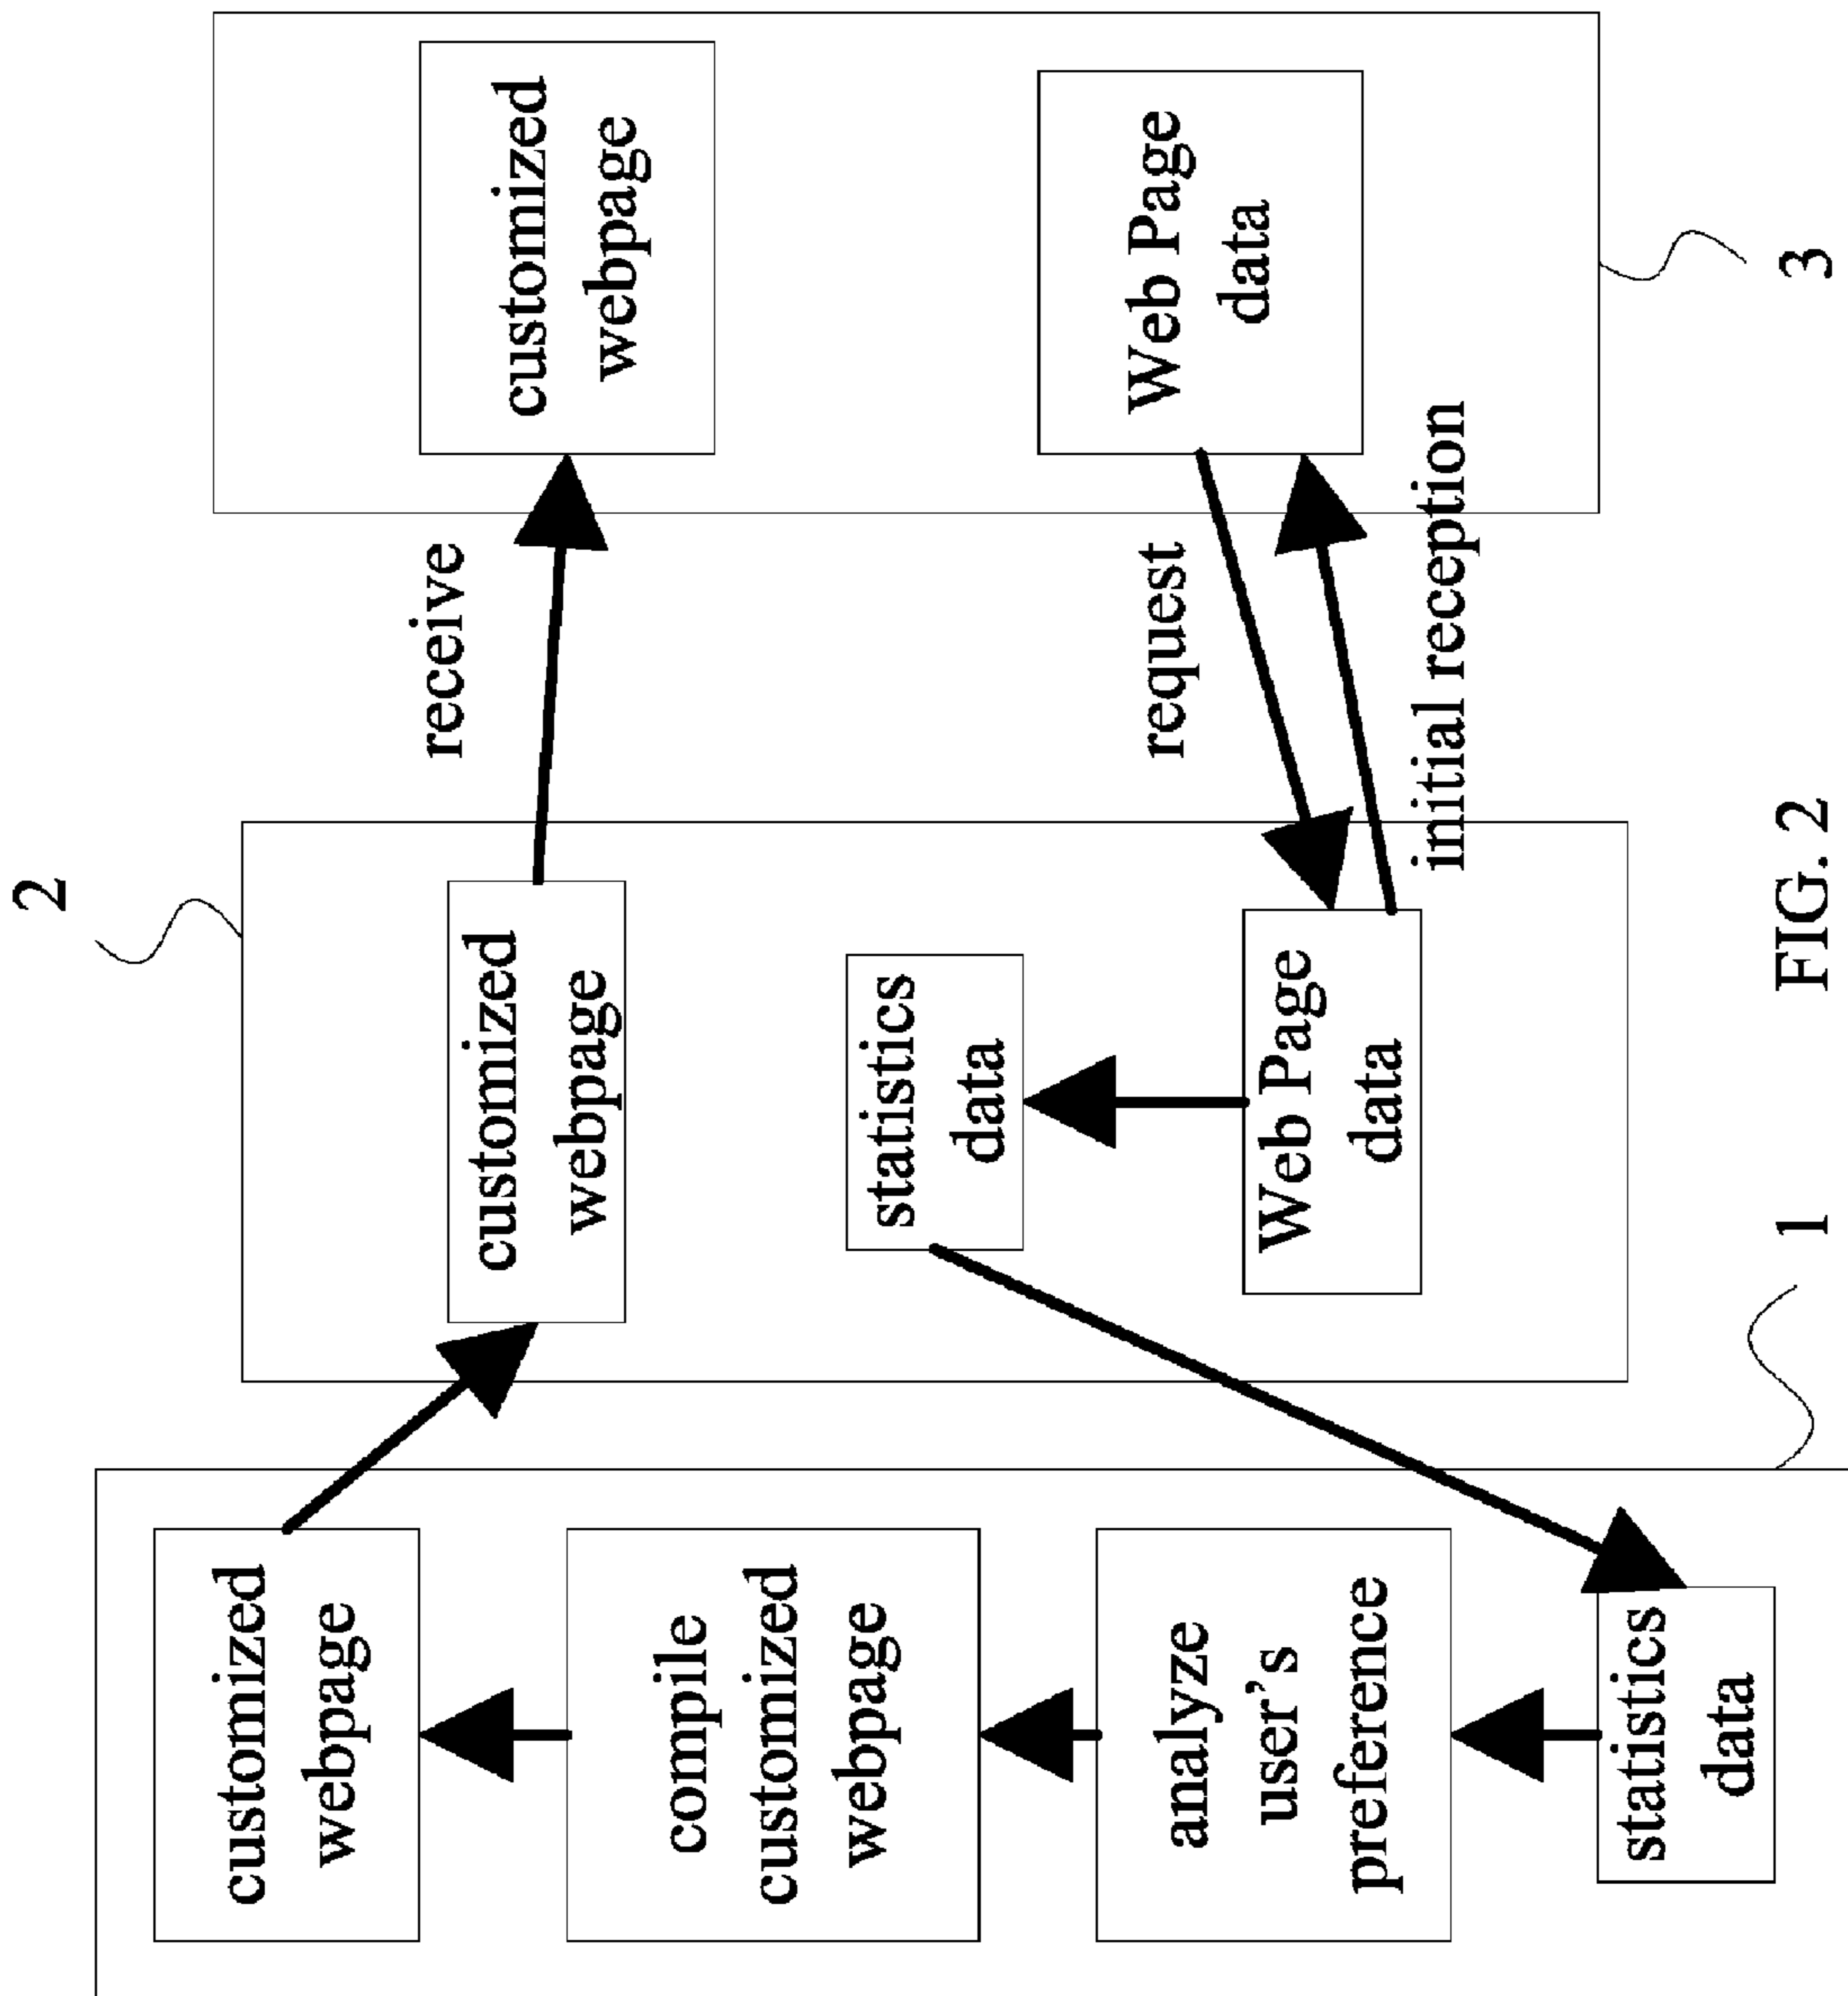 customized
webpage
compile
customized
webpage
analyze
user's
preference
statistics
data
1
2
customized
webpage
statistics
data
Web Page
data
receive
request
initial reception
customized
webpage
Web Page
data
3
FIG. 2